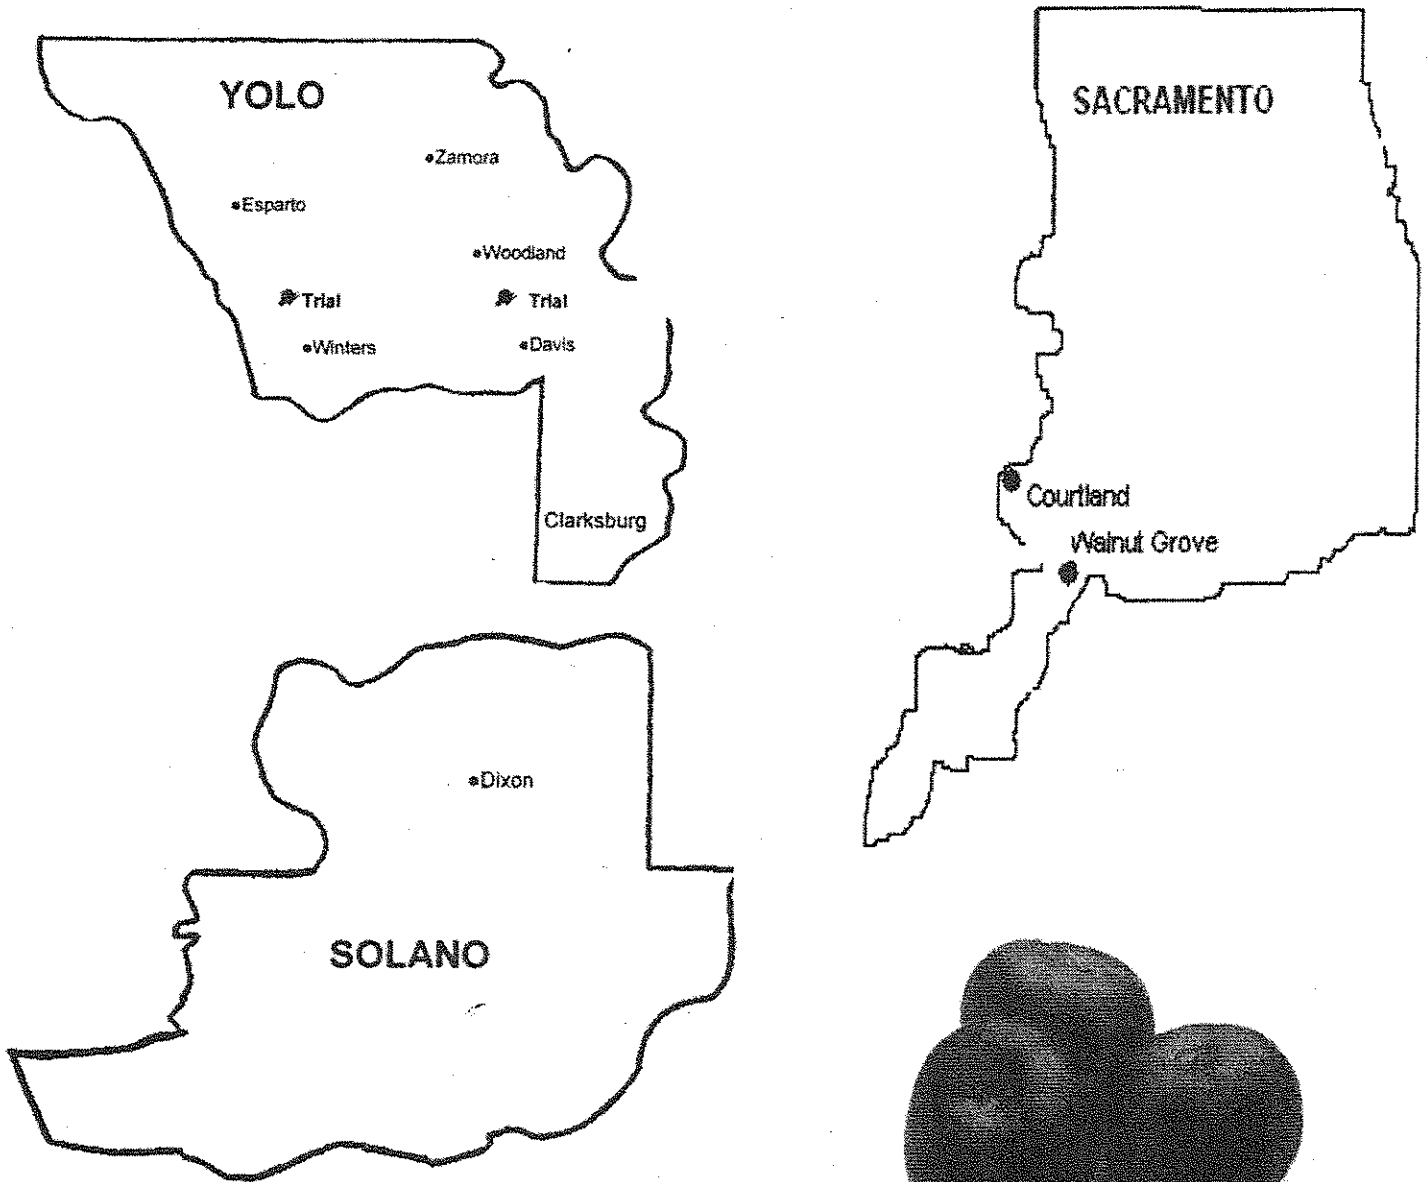 YOLO
Zamora
Esparto
Woodland
Trial
Trial
Winters
Davis
Clarksburg
SACRAMENTO
Courtland
Walnut Grove
Dixon
SOLANO